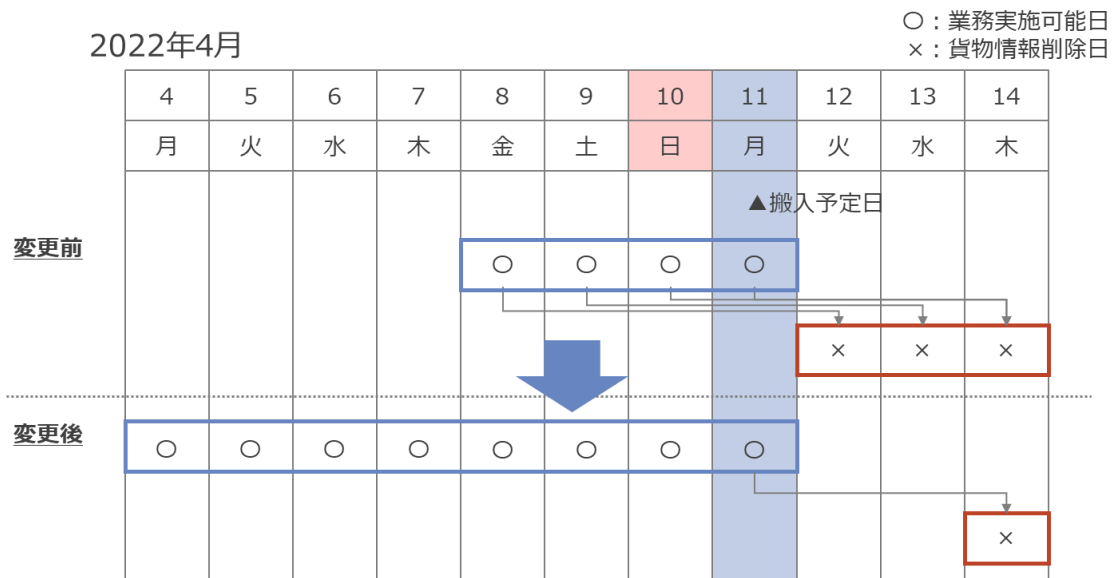 〇：業務実施可能日
×：貨物情報削除日
2022年4月
4 5 6 7 8 9 10 11 12 13 14
月 火 水 木 金 土 日 月 火 水 木
▲搬入予定日
変更前
〇 〇 〇 〇
× × ×
変更後
〇 〇 〇 〇 〇 〇 〇 〇
×